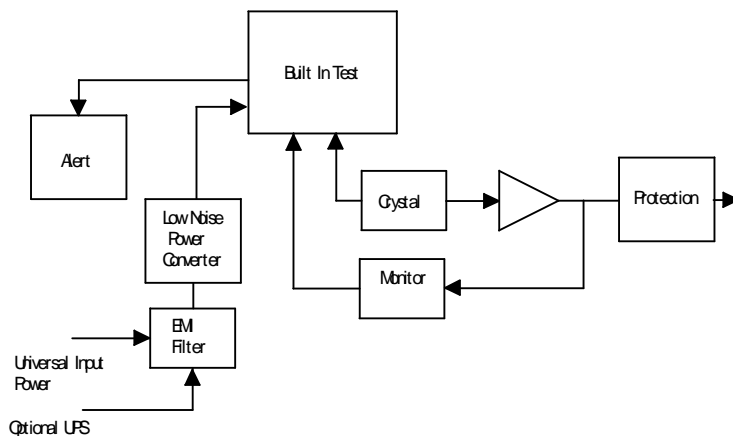 Built In Test
Alert
Crystal
Protection
Low Noise
Power
Converter
Monitor
EMI
Filter
Universal Input
Power
Optional UPS